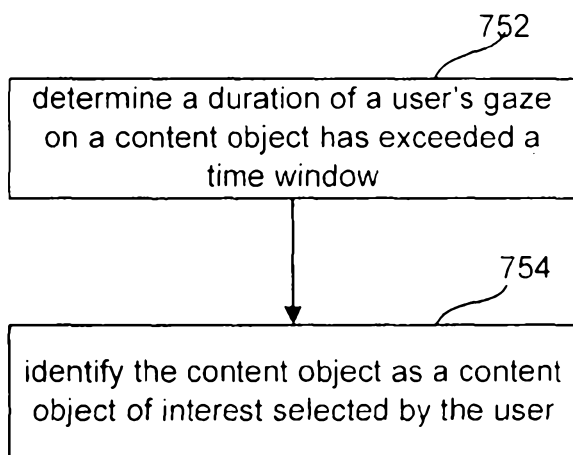 752
determine a duration of a user's gaze
on a content object has exceeded a
time window
754
identify the content object as a content
object of interest selected by the user